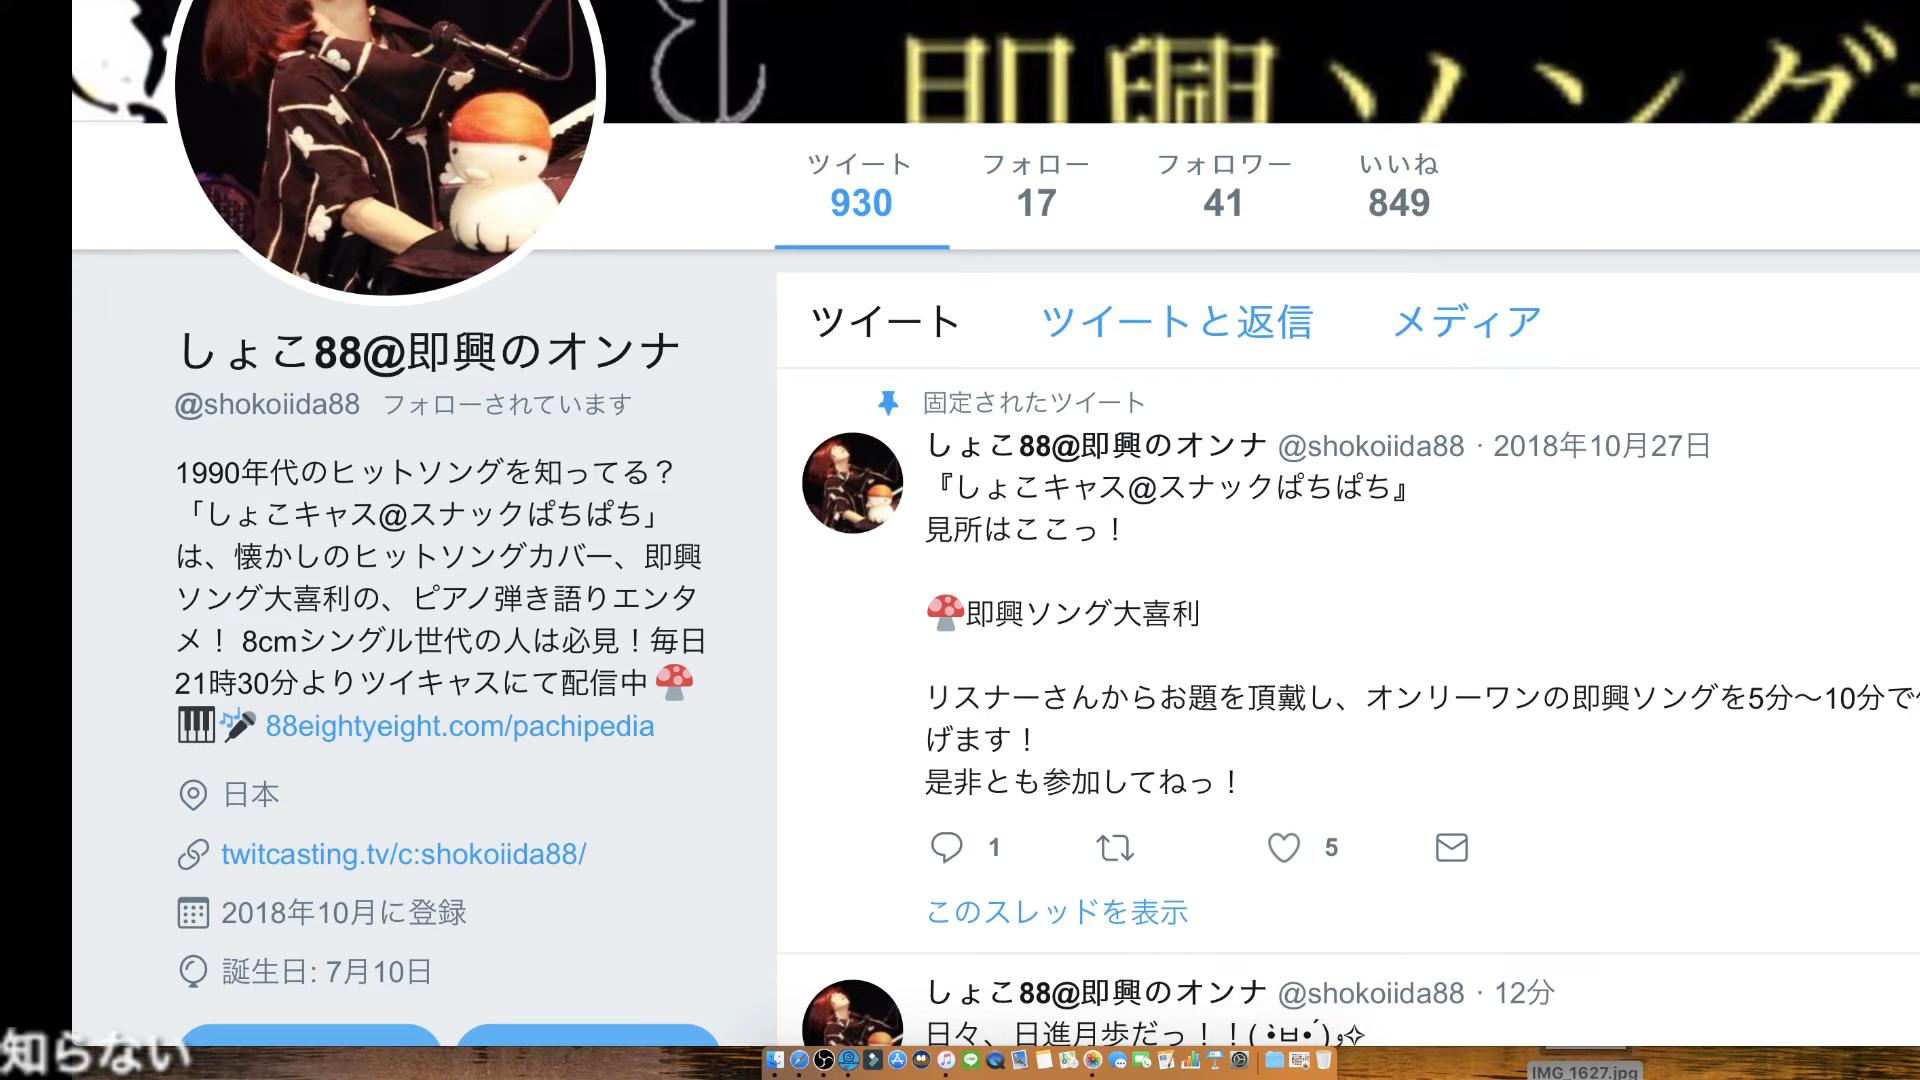 即興ソング
ツイート フォロー フォロワー いいね
930 17 41 849
ツイート ツイートと返信 メディア
しょこ88@即興のオンナ
@shokoiida88 フォローされています
1990年代のヒットソングを知ってる？
「しょこキャス@スナックぱちぱち」
は、懐かしのヒットソングカバー、即興
ソング大喜利の、ピアノ弾き語りエンタ
メ！ 8cmシングル世代の人は必見！毎日
21時30分よりツイキャスにて配信中🍄
🎹🎤 88eightyeight.com/pachipedia
日本
twitcasting.tv/c:shokoiida88/
2018年10月に登録
誕生日: 7月10日
固定されたツイート
しょこ88@即興のオンナ @shokoiida88 · 2018年10月27日
『しょこキャス@スナックぱちぱち』
見所はここっ！
🍄即興ソング大喜利
リスナーさんからお題を頂戴し、オンリーワンの即興ソングを5分〜10分で
げます！
是非とも参加してねっ！
1 5
このスレッドを表示
しょこ88@即興のオンナ @shokoiida88 · 12分
日々、日進月歩だっ！！(•̀ㅂ•́)و✧
知らない
IMG_1627.jpg